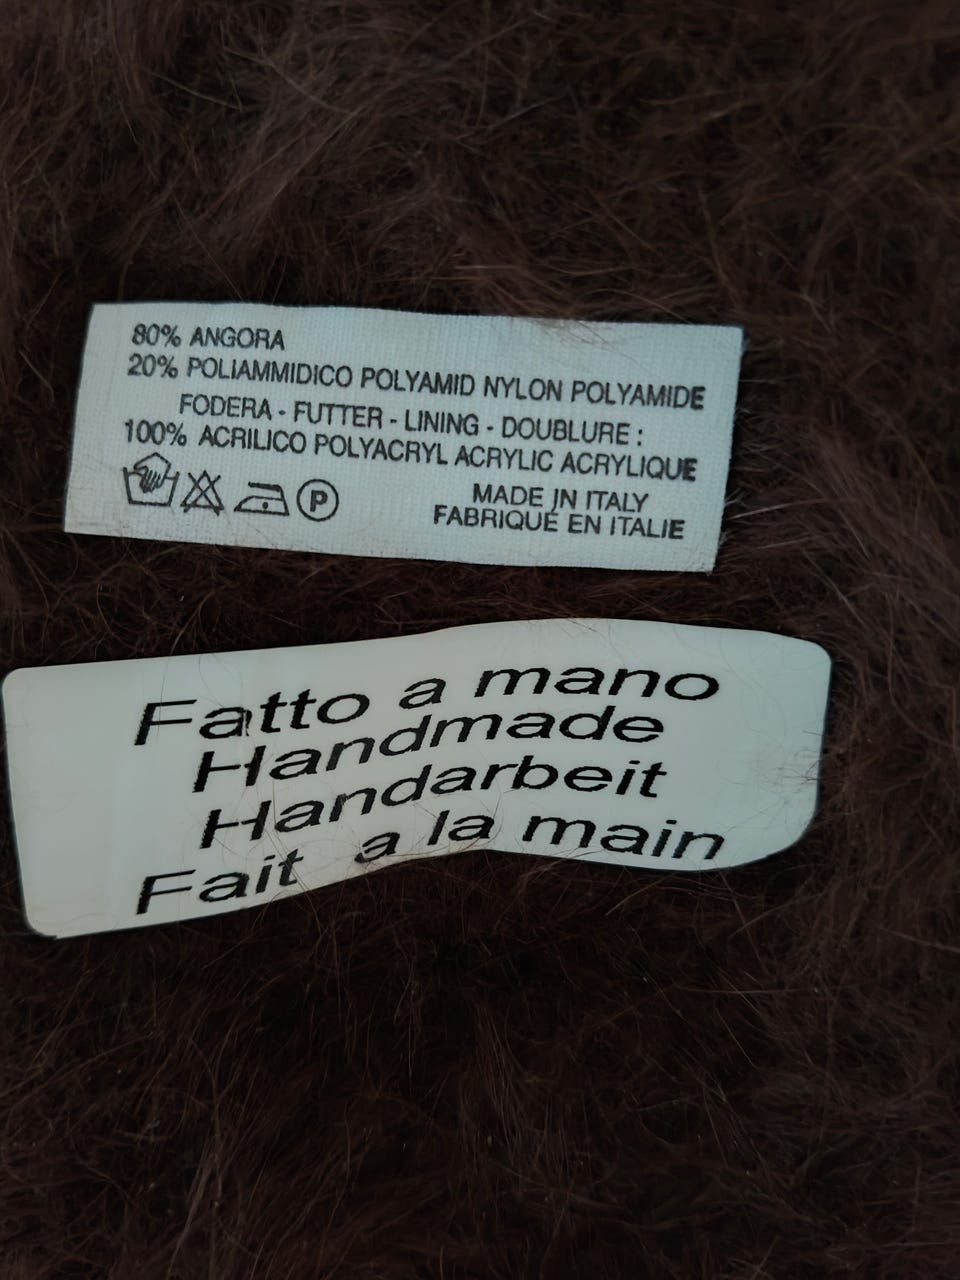 80% ANGORA
20% POLIAMMIDICO POLYAMID NYLON POLYAMIDE
FODERA - FUTTER - LINING - DOUBLURE :
100% ACRILICO POLYACRYL ACRYLIC ACRYLIQUE
P
MADE IN ITALY
FABRIQUÉ EN ITALIE
Fatto a mano
Handmade
Handarbeit
Fait a la main